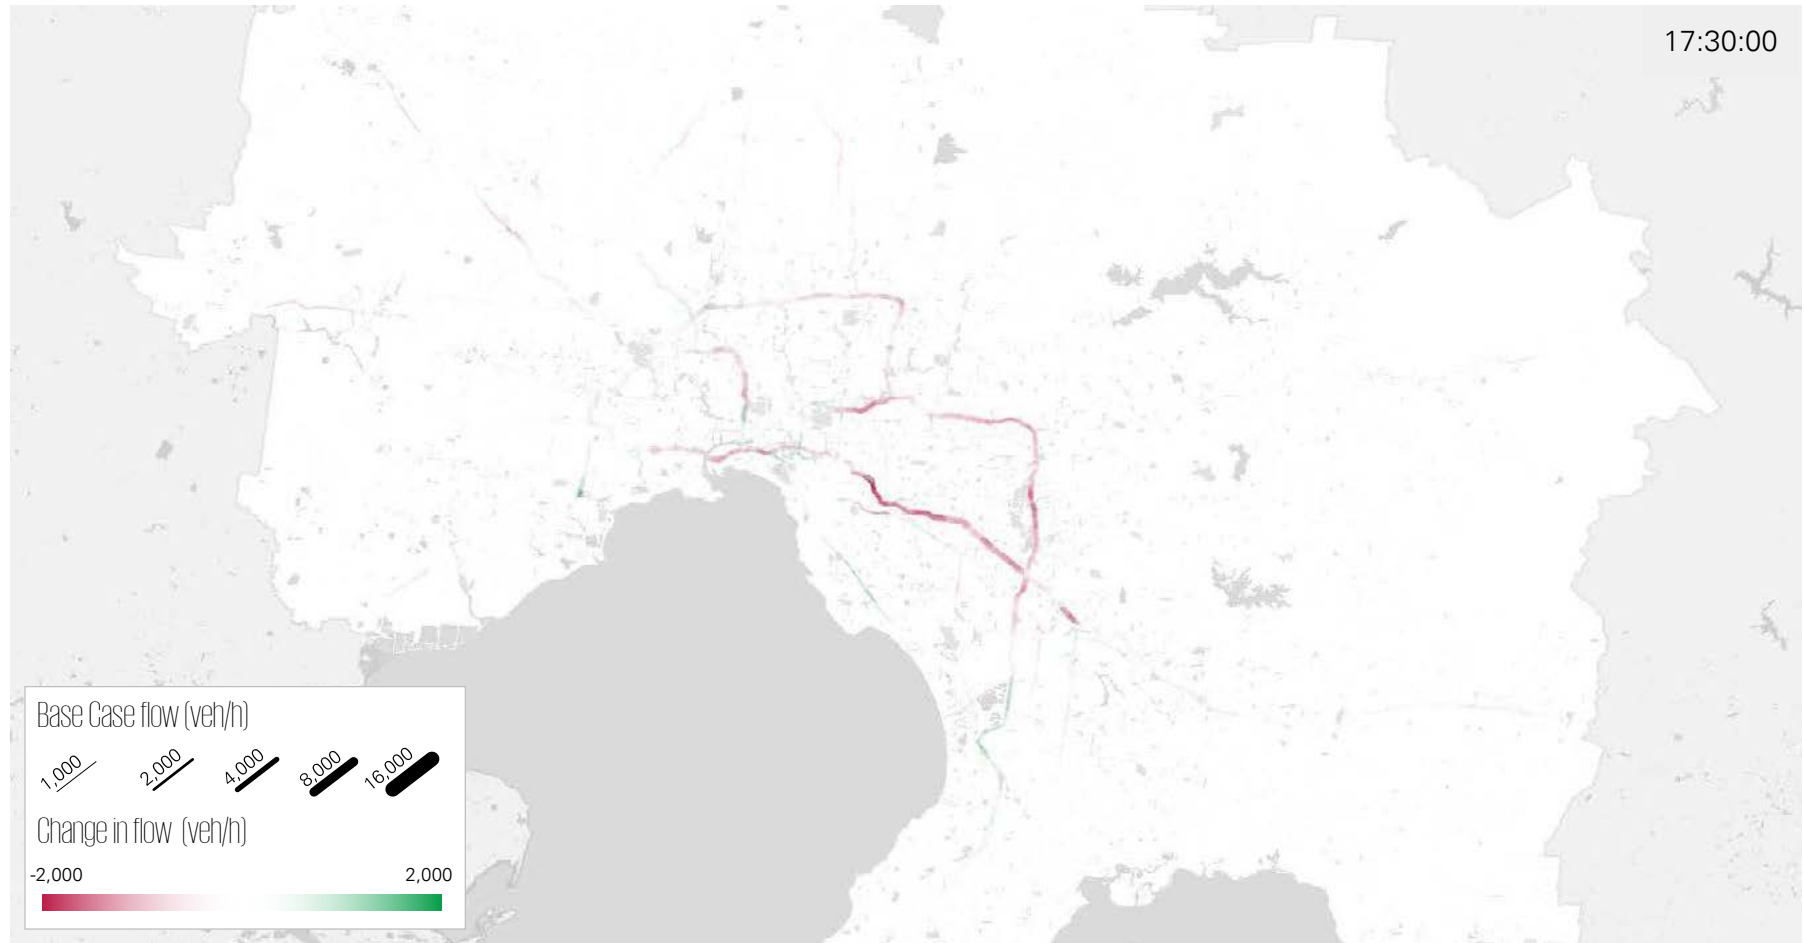 17:30:00
Base Case flow (veh/h)
1,000 2,000 4,000 8,000 16,000
Change in flow (veh/h)
-2,000 2,000